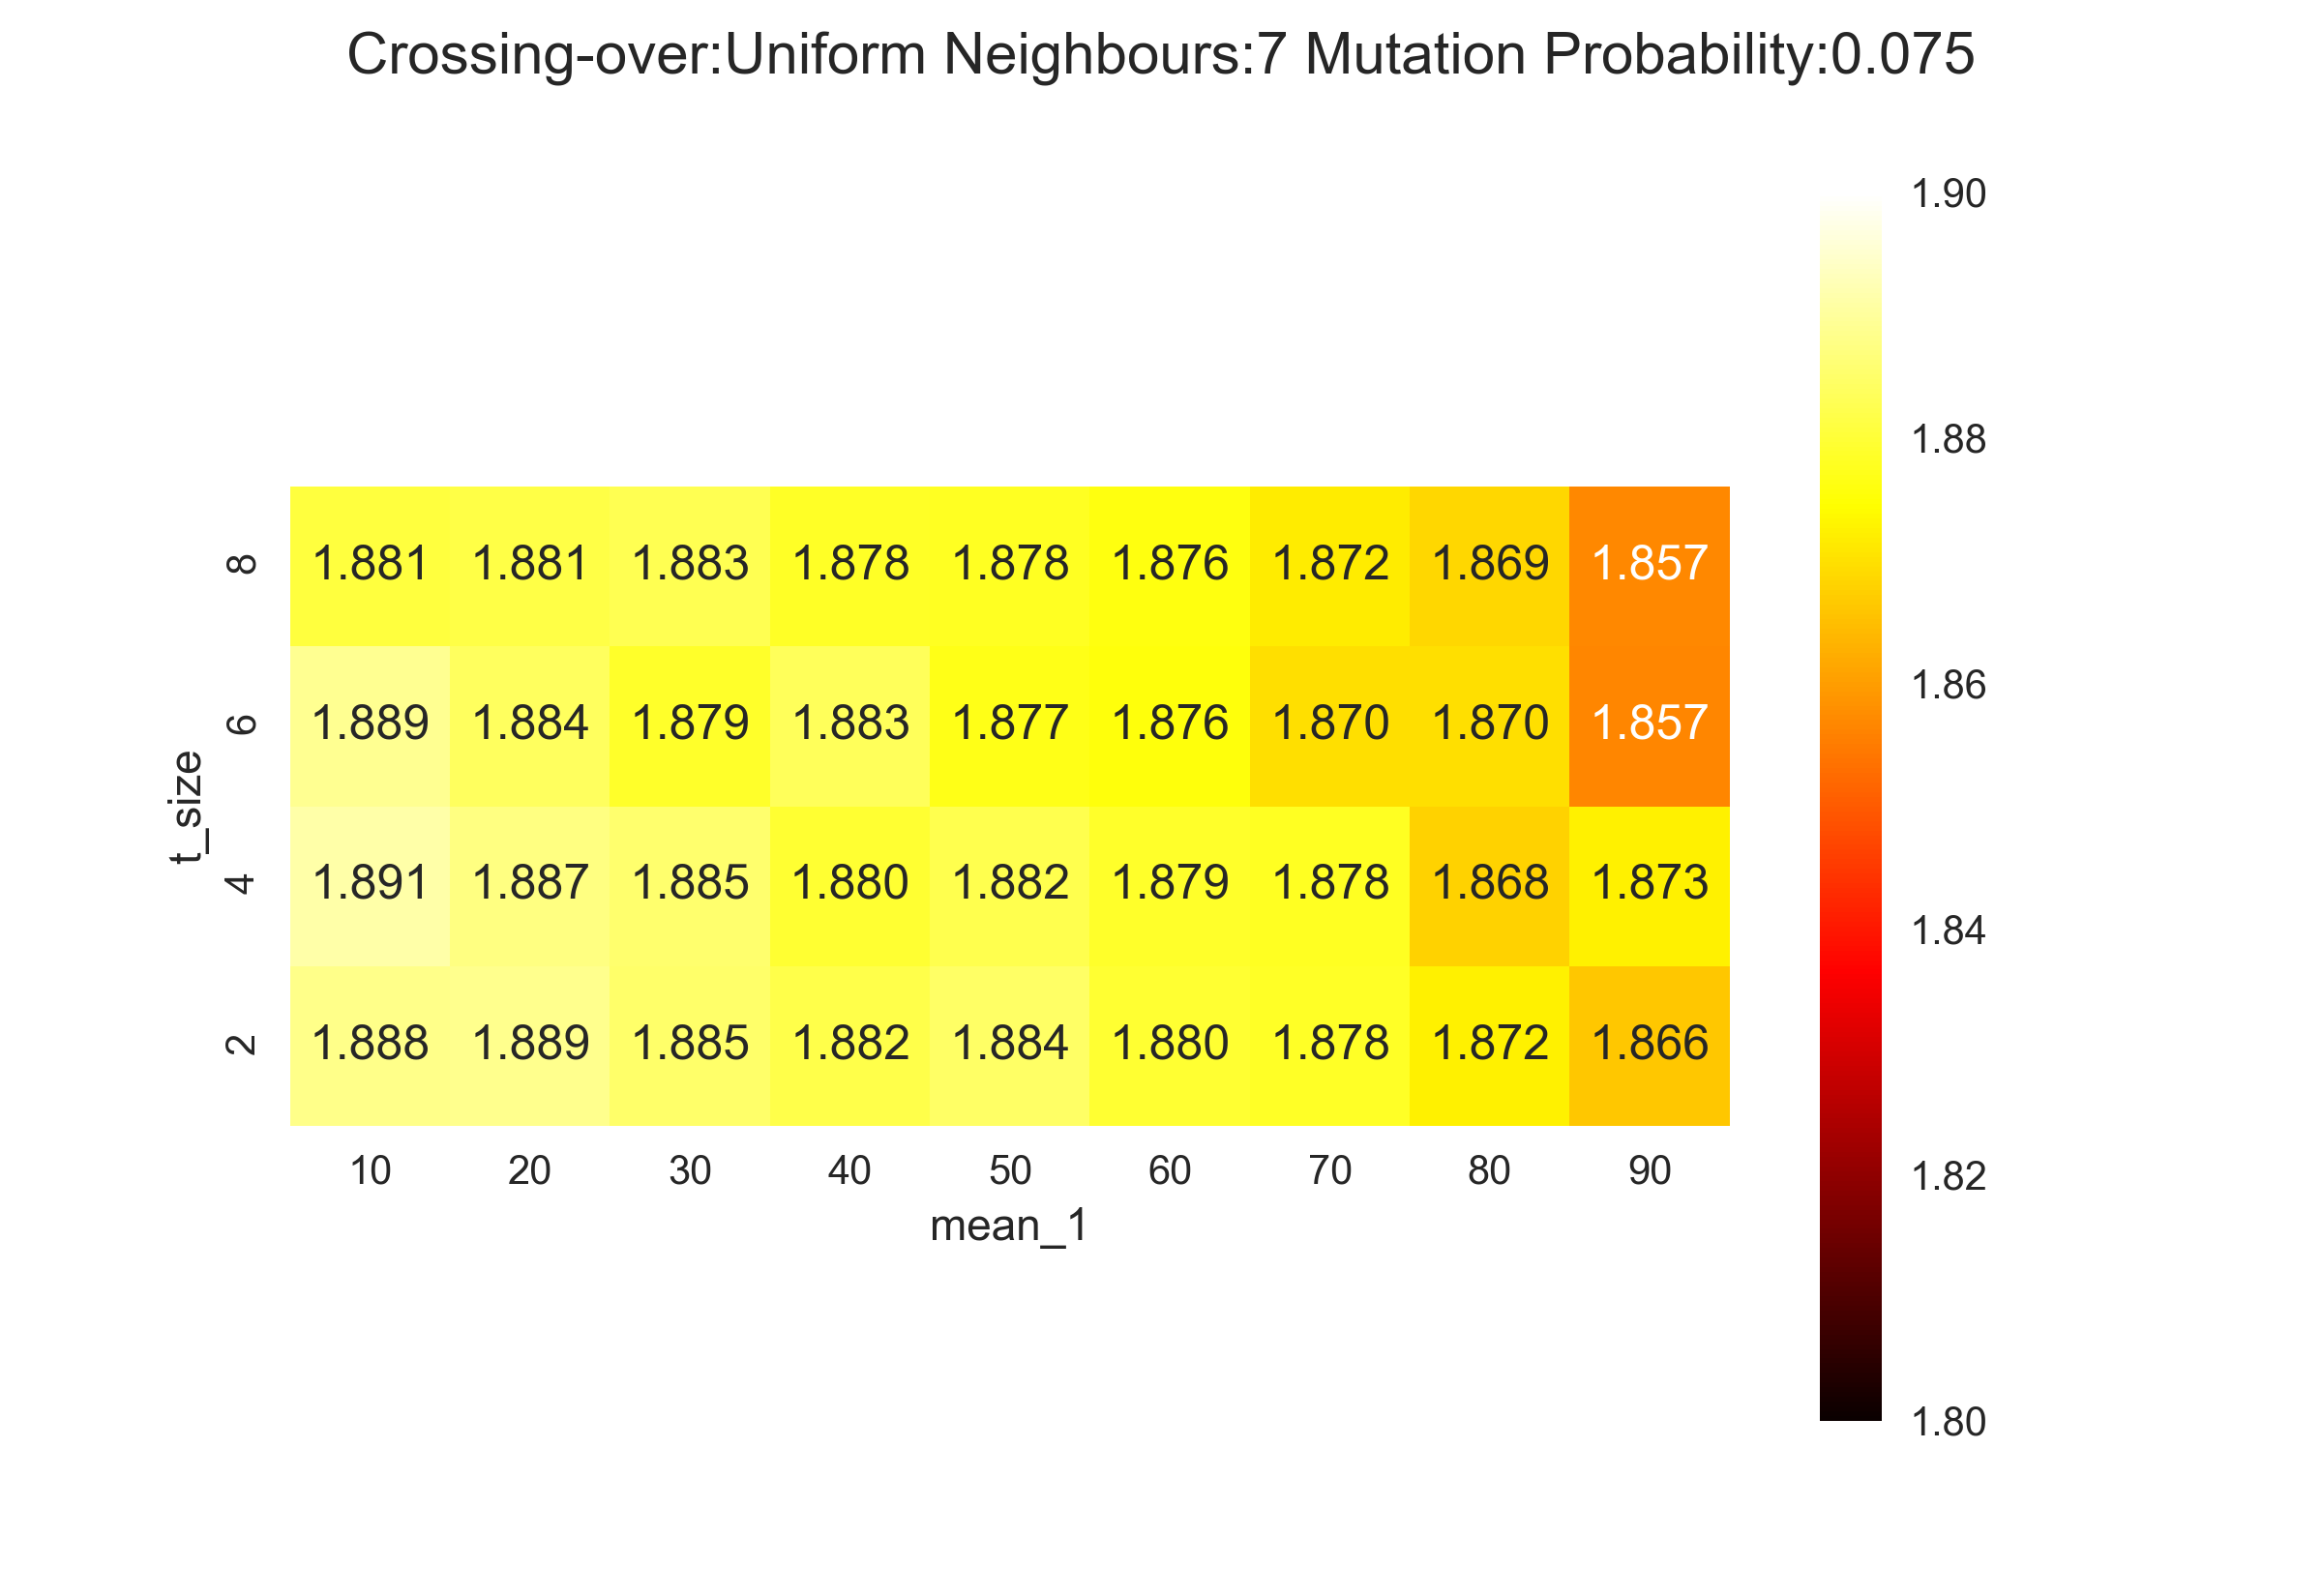 Crossing-over:Uniform Neighbours:7 Mutation Probability:0.075
t_size
8 1.881 1.881 1.883 1.878 1.878 1.876 1.872 1.869 1.857
6 1.889 1.884 1.879 1.883 1.877 1.876 1.870 1.870 1.857
4 1.891 1.887 1.885 1.880 1.882 1.879 1.878 1.868 1.873
2 1.888 1.889 1.885 1.882 1.884 1.880 1.878 1.872 1.866
10 20 30 40 50 60 70 80 90
mean_1
1.90
1.88
1.86
1.84
1.82
1.80